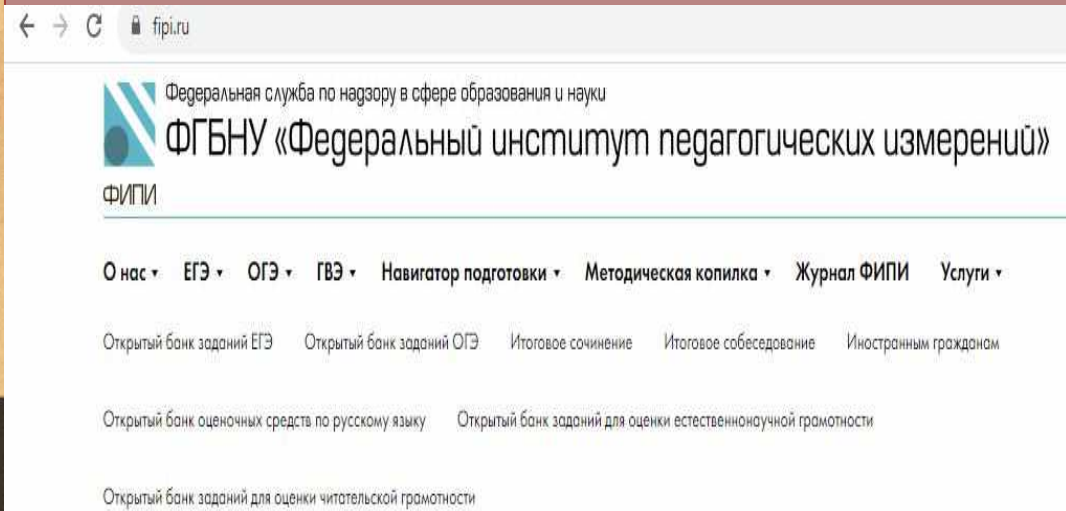 fipi.ru
Федеральная служба по надзору в сфере образования и науки
ФГБНУ «Федеральный институт педагогических измерений»
ФИПИ
О нас ▾ ЕГЭ ▾ ОГЭ ▾ ГВЭ ▾ Навигатор подготовки ▾ Методическая копилка ▾ Журнал ФИПИ Услуги ▾
Открытый банк заданий ЕГЭ Открытый банк заданий ОГЭ Итоговое сочинение Итоговое собеседование Иностранным гражданам
Открытый банк оценочных средств по русскому языку Открытый банк заданий для оценки естественнонаучной грамотности
Открытый банк заданий для оценки читательской грамотности